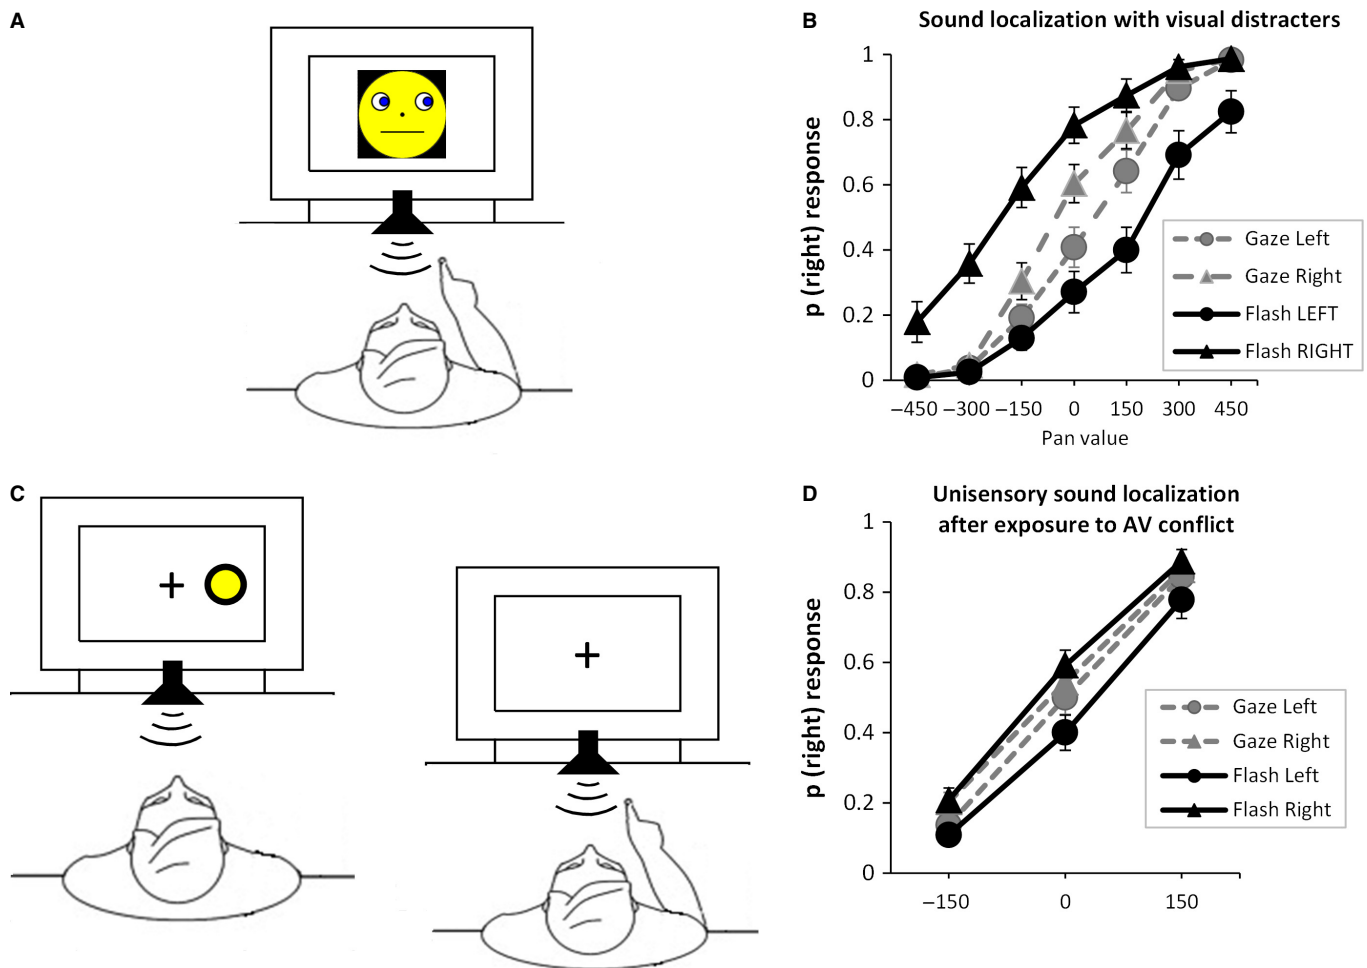 A
B
Sound localization with visual distracters
p (right) response
1
0.8
0.6
0.4
0.2
0
−450 −300 −150 0 150 300 450
Pan value
Gaze Left
Gaze Right
Flash LEFT
Flash RIGHT
C
D
Unisensory sound localization
after exposure to AV conflict
p (right) response
1
0.8
0.6
0.4
0.2
0
−150 0 150
Gaze Left
Gaze Right
Flash Left
Flash Right